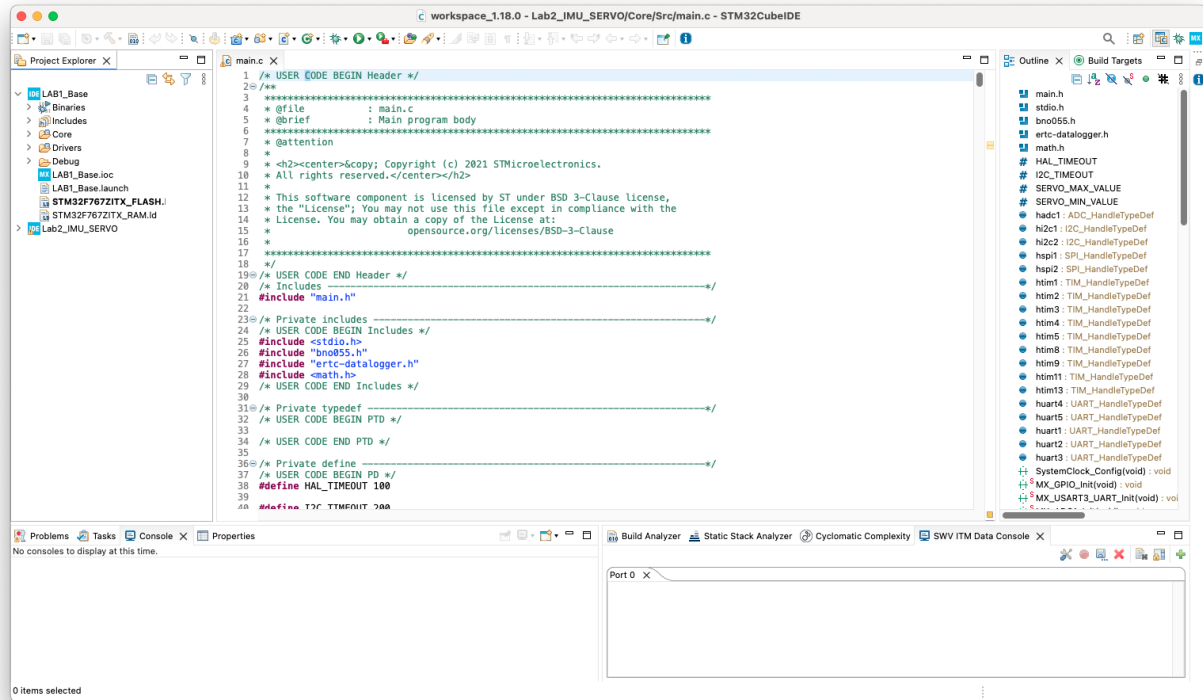 workspace_1.18.0 - Lab2_IMU_SERVO/Core/Src/main.c - STM32CubeIDE
Project Explorer
LAB1_Base
Binaries
Includes
Core
Drivers
Debug
LAB1_Base.ioc
LAB1_Base.launch
STM32F767ZITX_FLASH.l
STM32F767ZITX_RAM.ld
Lab2_IMU_SERVO
main.c
1 /* USER CODE BEGIN Header */
2 /**
3 ******************************************************************************
4 * @file : main.c
5 * @brief : Main program body
6 ******************************************************************************
7 * @attention
8 *
9 * <h2><center>&copy; Copyright (c) 2021 STMicroelectronics.
10 * All rights reserved.</center></h2>
11 *
12 * This software component is licensed by ST under BSD 3-Clause license,
13 * the "License"; You may not use this file except in compliance with the
14 * License. You may obtain a copy of the License at:
15 * opensource.org/licenses/BSD-3-Clause
16 *
17 ******************************************************************************
18 */
19 /* USER CODE END Header */
20 /* Includes ------------------------------------------------------------------*/
21 #include "main.h"
22
23 /* Private includes ----------------------------------------------------------*/
24 /* USER CODE BEGIN Includes */
25 #include <stdio.h>
26 #include "bno055.h"
27 #include "ertc-datalogger.h"
28 #include <math.h>
29 /* USER CODE END Includes */
30
31 /* Private typedef -----------------------------------------------------------*/
32 /* USER CODE BEGIN PTD */
33
34 /* USER CODE END PTD */
35
36 /* Private define ------------------------------------------------------------*/
37 /* USER CODE BEGIN PD */
38 #define HAL_TIMEOUT 100
39
40 #define I2C_TIMEOUT 200
Outline
Build Targets
main.h
stdio.h
bno055.h
ertc-datalogger.h
math.h
HAL_TIMEOUT
I2C_TIMEOUT
SERVO_MAX_VALUE
SERVO_MIN_VALUE
hadc1 : ADC_HandleTypeDef
hi2c1 : I2C_HandleTypeDef
hi2c2 : I2C_HandleTypeDef
hspi1 : SPI_HandleTypeDef
hspi2 : SPI_HandleTypeDef
htim1 : TIM_HandleTypeDef
htim2 : TIM_HandleTypeDef
htim3 : TIM_HandleTypeDef
htim4 : TIM_HandleTypeDef
htim5 : TIM_HandleTypeDef
htim8 : TIM_HandleTypeDef
htim9 : TIM_HandleTypeDef
htim11 : TIM_HandleTypeDef
htim13 : TIM_HandleTypeDef
huart4 : UART_HandleTypeDef
huart5 : UART_HandleTypeDef
huart1 : UART_HandleTypeDef
huart2 : UART_HandleTypeDef
huart3 : UART_HandleTypeDef
SystemClock_Config(void) : void
MX_GPIO_Init(void) : void
MX_USART3_UART_Init(void) : voi
Problems
Tasks
Console
Properties
No consoles to display at this time.
Build Analyzer
Static Stack Analyzer
Cyclomatic Complexity
SWV ITM Data Console
Port 0
0 items selected